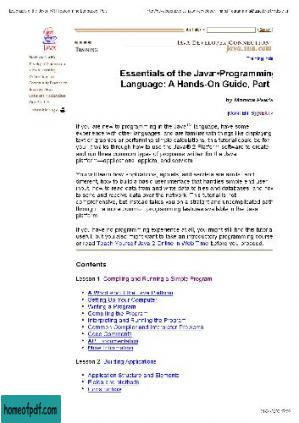 JAVA DEVELOPER CONNECTION
java.sun.com
TRAINING
Training Index
Essentials of the Java Programming
Language: A Hands-On Guide, Part
by Monica Pawlan
If you are new to programming in the Java language, have some
experience with other languages, and are familiar with things like displaying
text or graphics or performing simple calculations, this tutorial could be for
you. It walks through how to use the Java 2 Platform software to create
and run three common types of programs written for the Java
platform—applications, applets, and servlets.
You will learn how applications, applets, and servlets are similar and
different, how to build a basic user interface that handles simple end user
input, how to read data from and write data to files and databases, and how
to send and receive data over the network. This tutorial is not
comprehensive, but instead takes you on a straight and uncomplicated path
through the more common programming features available in the Java
platform.
If you have no programming experience at all, you might still find this tutorial
useful; but you also might want to take an introductory programming course
or read Teach Yourself Java 2 Online in Web Time before you proceed.
Contents
Lesson 1: Compiling and Running a Simple Program
A Word About the Java Platform
Setting Up Your Computer
Writing a Program
Compiling the Program
Interpreting and Running the Program
Common Compiler and Interpreter Problems
Code Comments
API Documentation
More Information
Lesson 2: Building Applications
Application Structure and Elements
Fields and Methods
Constructors
homeofpdf.com